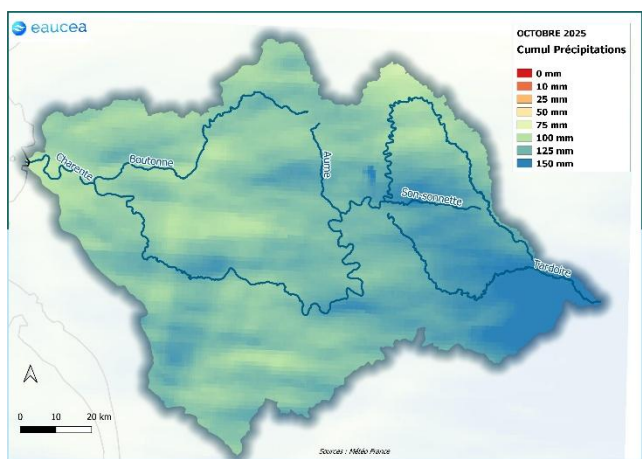 eaucea
OCTOBRE 2025
Cumul Précipitations
0 mm
10 mm
25 mm
50 mm
75 mm
100 mm
125 mm
150 mm
Charente
Boutonne
Aume
Son-sonnette
Tardoire
0 10 20 km
Sources : Météo France